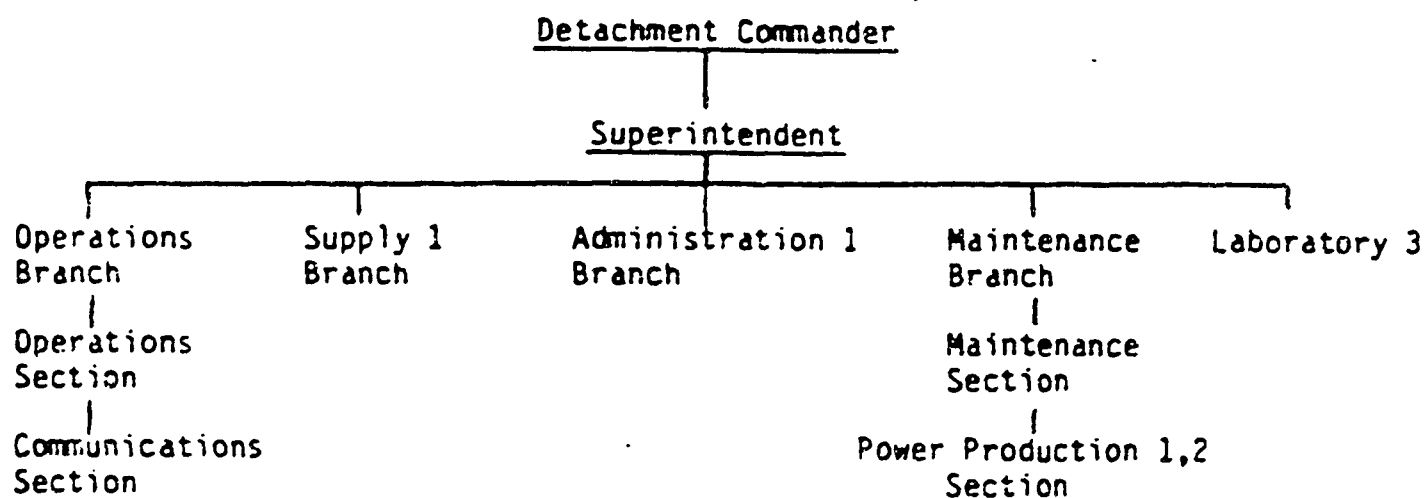 Detachment Commander
Superintendent
Operations Branch
Supply 1 Branch
Administration 1 Branch
Maintenance Branch
Laboratory 3
Operations Section
Maintenance Section
Communications Section
Power Production 1,2 Section